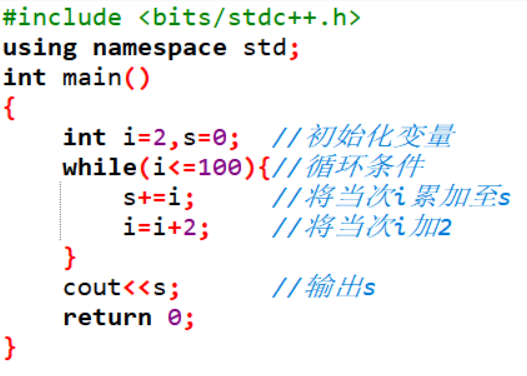 #include <bits/stdc++.h>
using namespace std;
int main()
{
    int i=2,s=0;  //初始化变量
    while(i<=100){//循环条件
        s+=i;     //将当次i累加至s
        i=i+2;    //将当次i加2
    }
    cout<<s;      //输出s
    return 0;
}